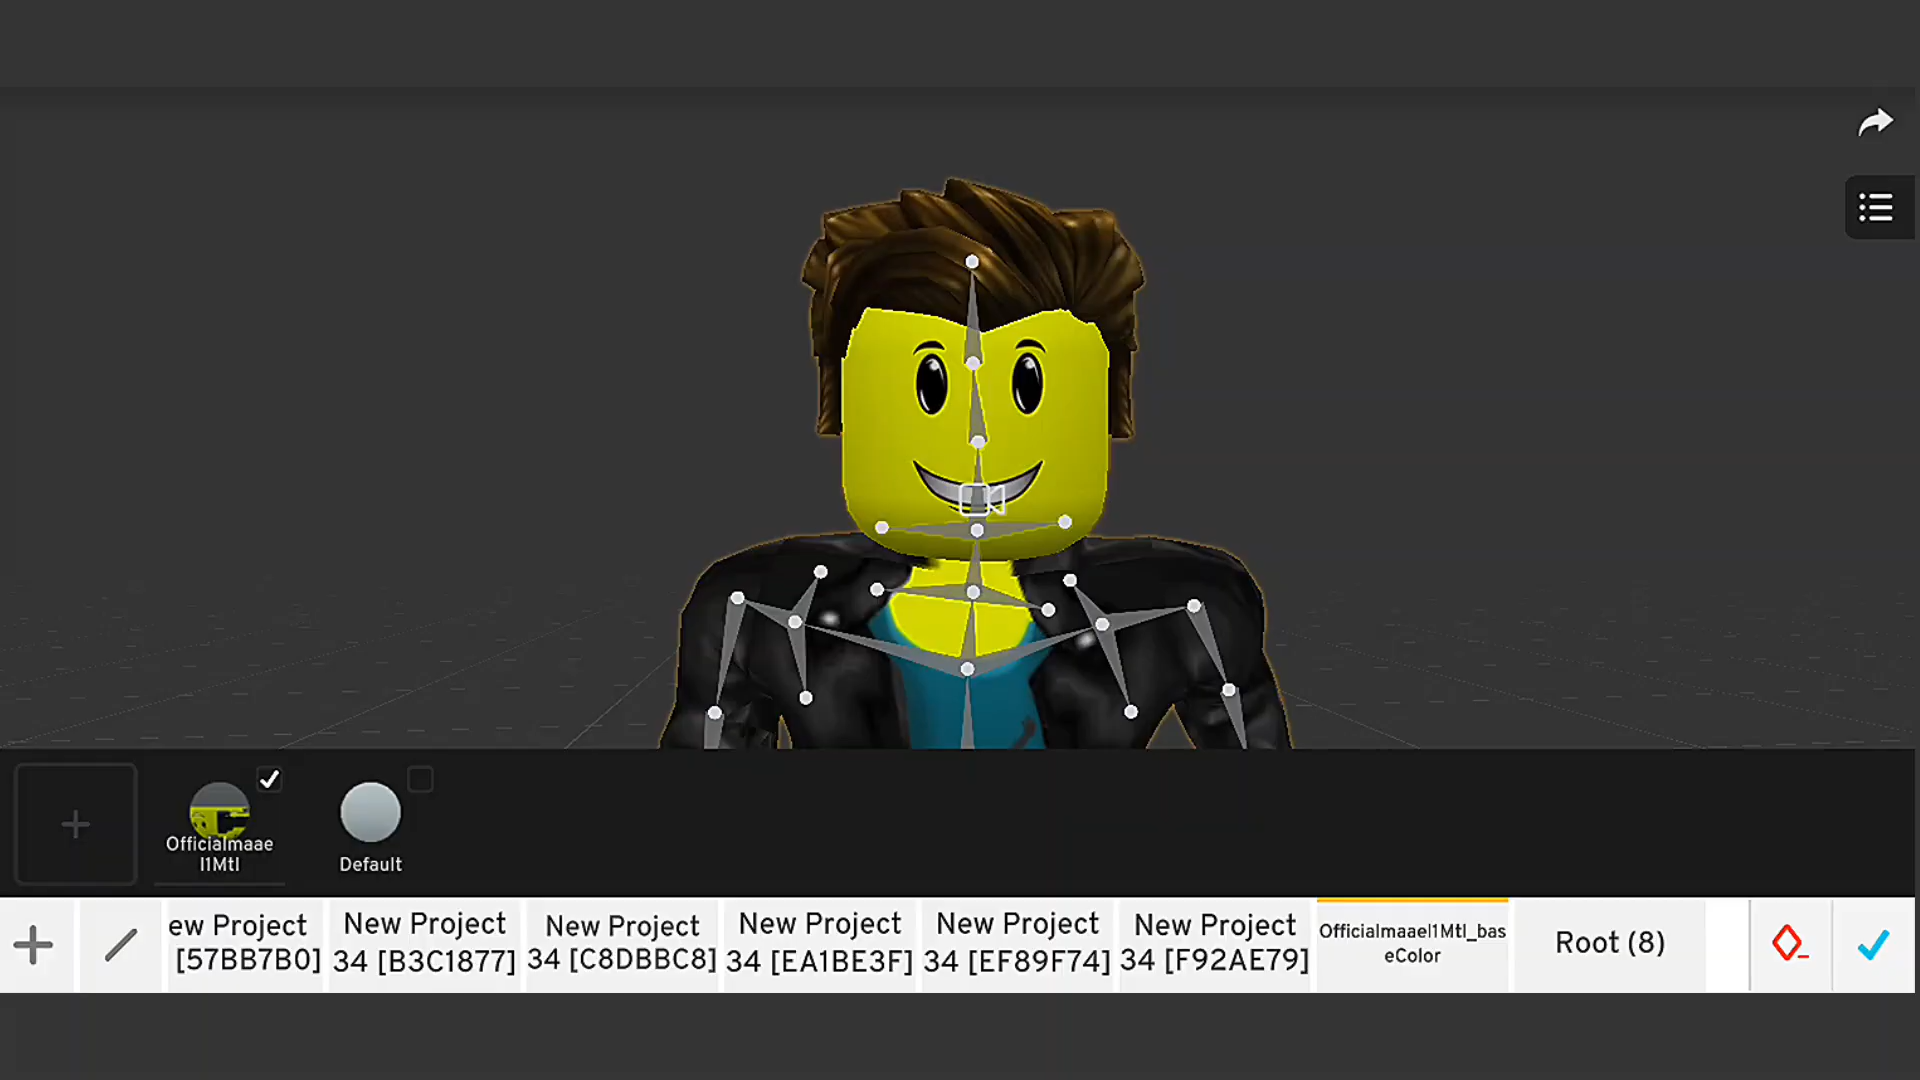 Officialmaae
l1Mtl
Default
ew Project
[57BB7B0]
New Project
34 [B3C1877]
New Project
34 [C8DBBC8]
New Project
34 [EA1BE3F]
New Project
34 [EF89F74]
New Project
34 [F92AE79]
Officialmaael1Mtl_bas
eColor
Root (8)